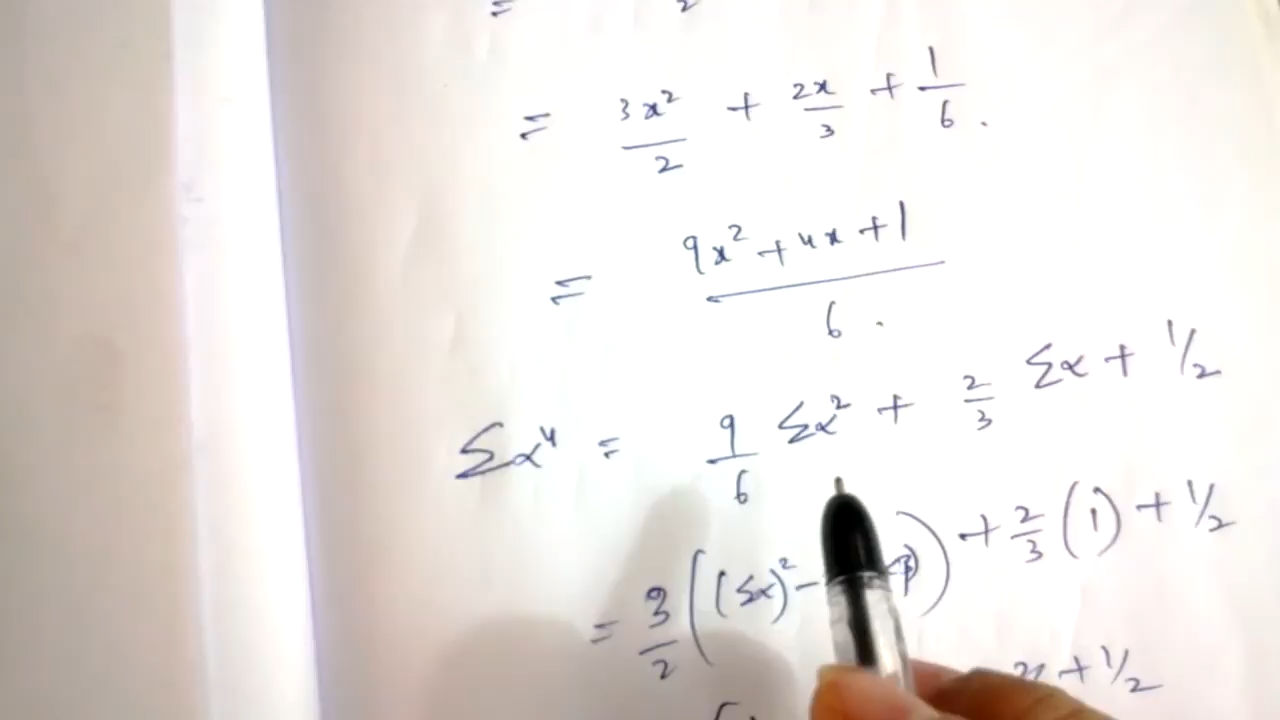 = 2
= 3x²/2 + 2x/3 + 1/6.
= 9x² + 4x + 1 / 6.
Σα⁴ = 9/6 Σα² + 2/3 Σα + 1/2
= 3/2 ((Σα)² - ) + 2/3 (1) + 1/2
+ 1/2